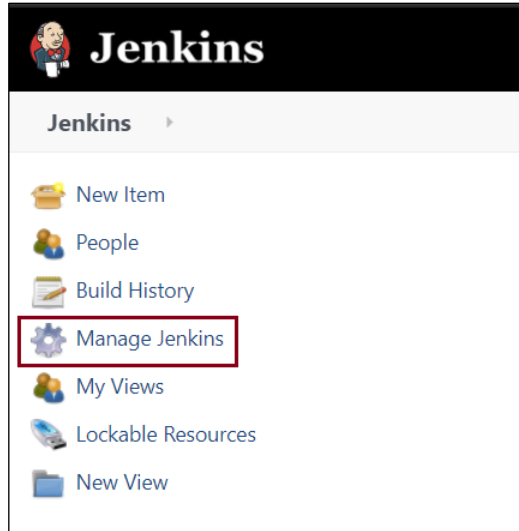 Jenkins
Jenkins
New Item
People
Build History
Manage Jenkins
My Views
Lockable Resources
New View